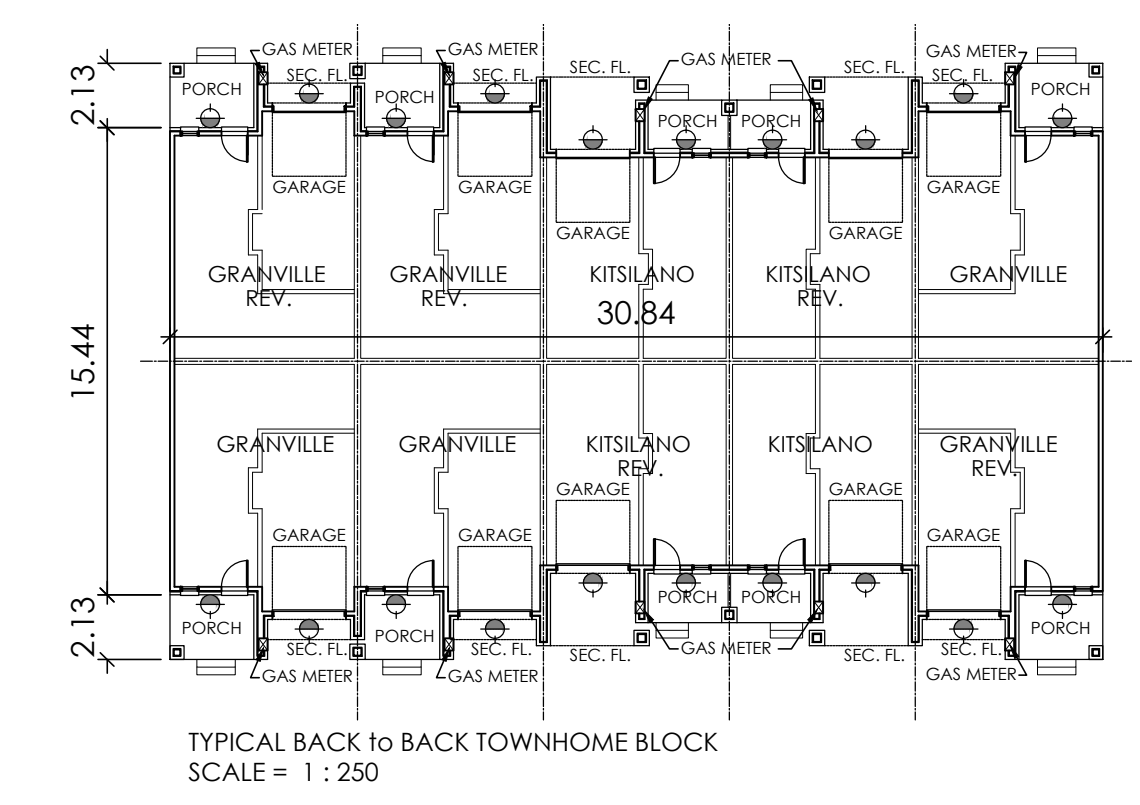 GAS METER
GAS METER
GAS METER
GAS METER
SEC. FL.
SEC. FL.
SEC. FL.
SEC. FL.
SEC. FL.
2.13
PORCH
PORCH
PORCH
PORCH
PORCH
GARAGE
GARAGE
GARAGE
GARAGE
GARAGE
GRANVILLE
REV.
GRANVILLE
REV.
KITSILANO
KITSILANO
REV.
GRANVILLE
30.84
15.44
GRANVILLE
GRANVILLE
KITSILANO
REV.
KITSILANO
GRANVILLE
REV.
GARAGE
GARAGE
GARAGE
GARAGE
GARAGE
2.13
PORCH
PORCH
PORCH
PORCH
PORCH
SEC. FL.
SEC. FL.
SEC. FL.
SEC. FL.
SEC. FL.
GAS METER
GAS METER
GAS METER
GAS METER
TYPICAL BACK to BACK TOWNHOME BLOCK
SCALE = 1 : 250